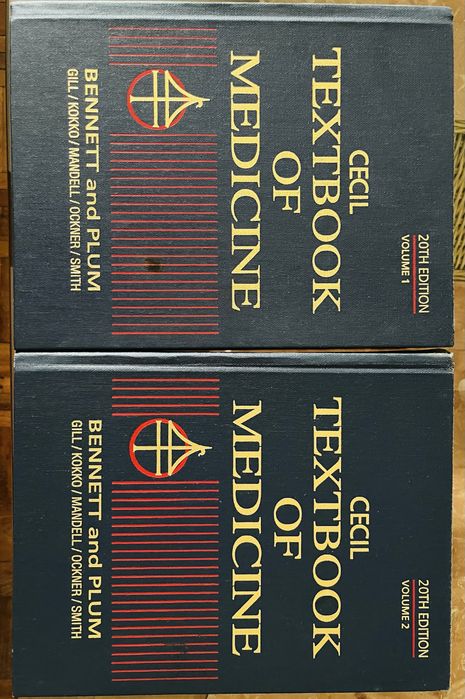 20TH EDITION
VOLUME 1
CECIL
TEXTBOOK
OF
MEDICINE
BENNETT and PLUM
GILL / KOKKO / MANDELL / OCKNER / SMITH
20TH EDITION
VOLUME 2
CECIL
TEXTBOOK
OF
MEDICINE
BENNETT and PLUM
GILL / KOKKO / MANDELL / OCKNER / SMITH